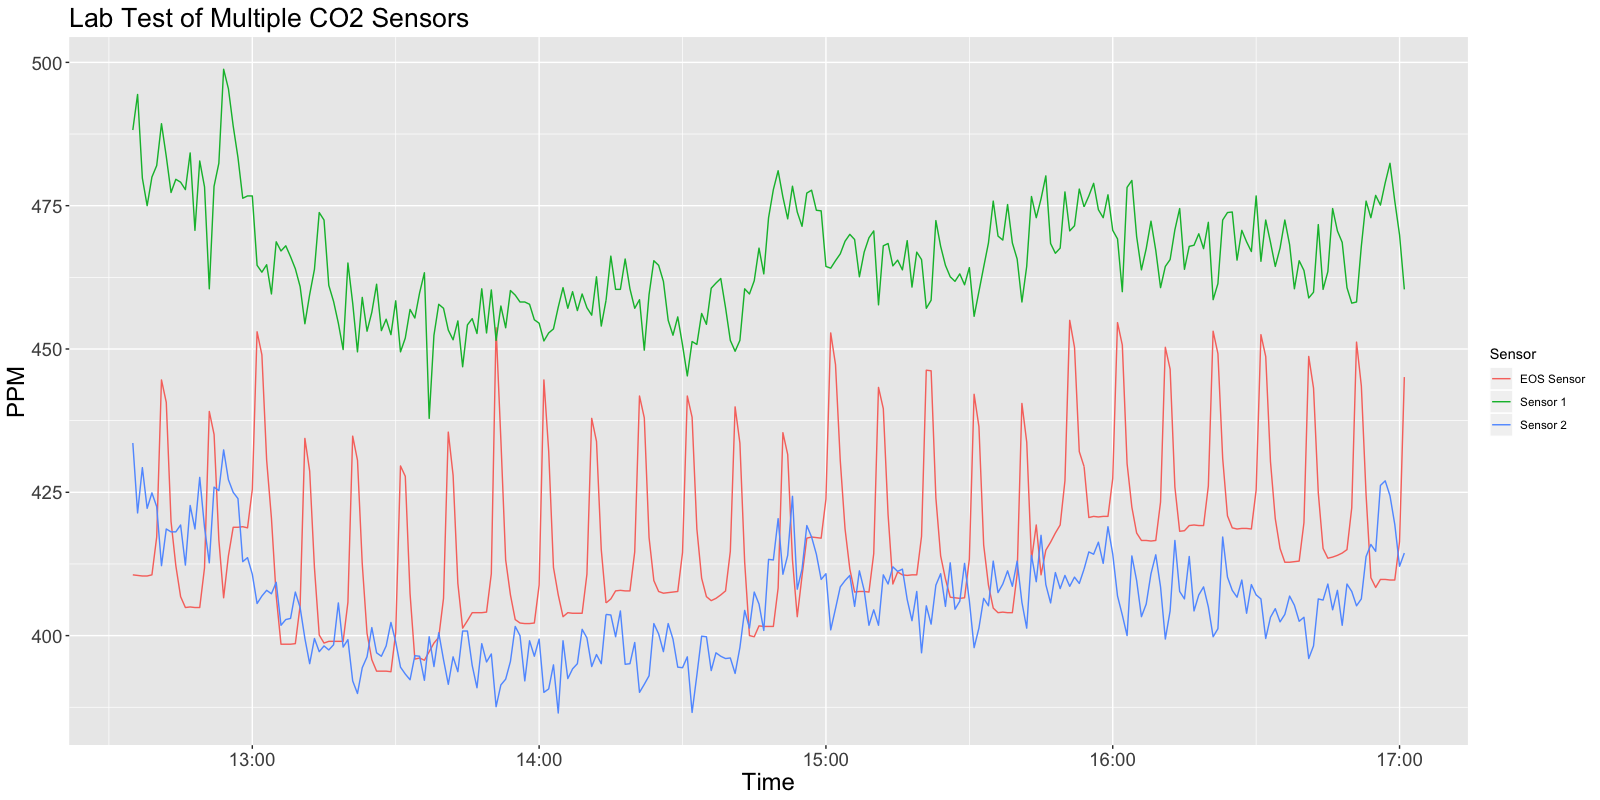 Lab Test of Multiple CO2 Sensors
500
475
450
425
400
PPM
13:00
14:00
15:00
16:00
17:00
Time
Sensor
EOS Sensor
Sensor 1
Sensor 2